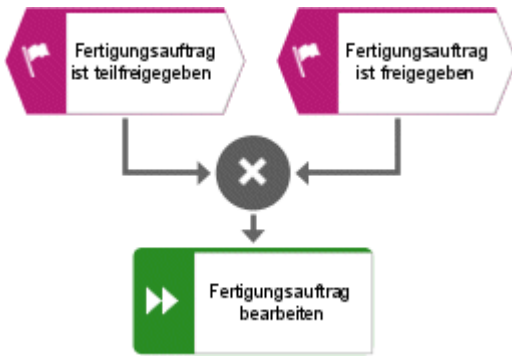 Fertigungsauftrag
ist teilfreigegeben
Fertigungsauftrag
ist freigegeben
Fertigungsauftrag
bearbeiten